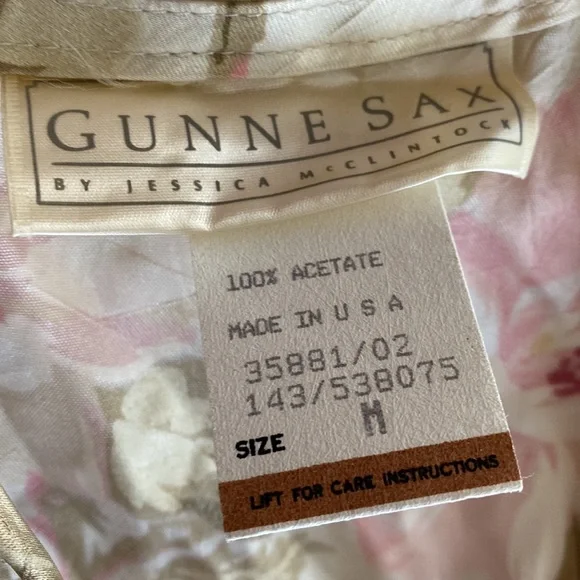 GUNNE SAX
BY JESSICA McCLINTOCK
100% ACETATE
MADE IN U S A
35881/02
143/538075
SIZE M
LIFT FOR CARE INSTRUCTIONS